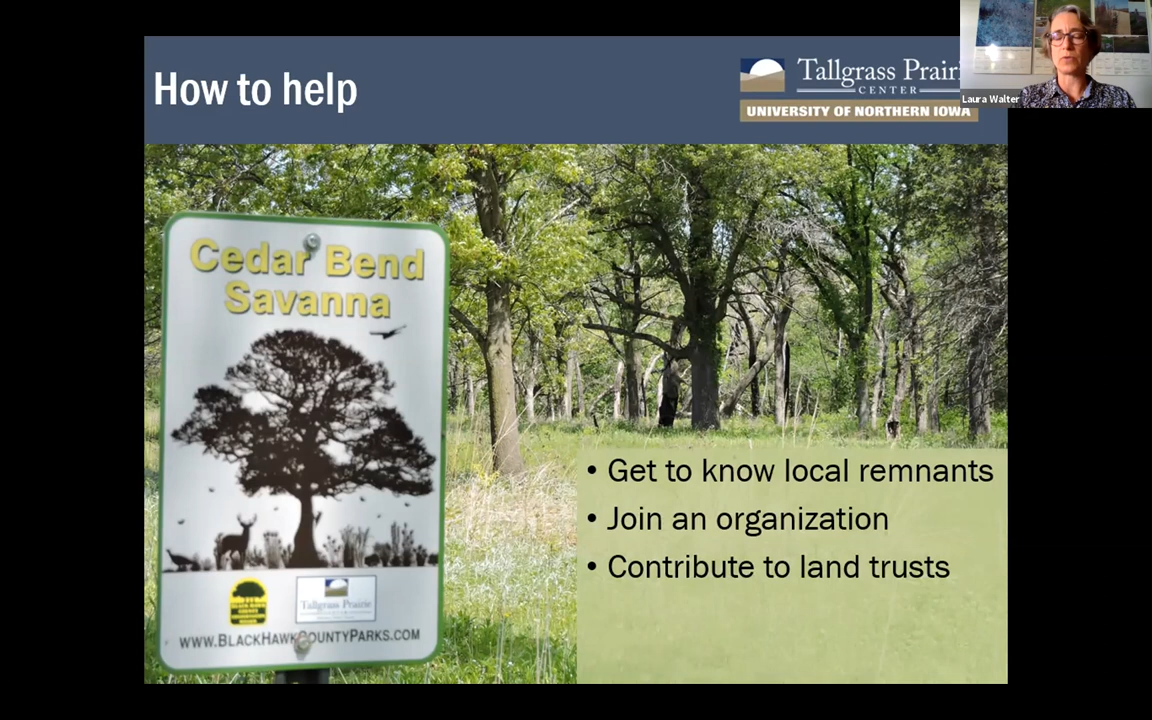 How to help
Tallgrass Prairi
CENTER
UNIVERSITY OF NORTHERN IOWA
Laura Walter
Cedar Bend
Savanna
Tallgrass Prairie
WWW.BLACKHAWKCOUNTYPARKS.COM
• Get to know local remnants
• Join an organization
• Contribute to land trusts